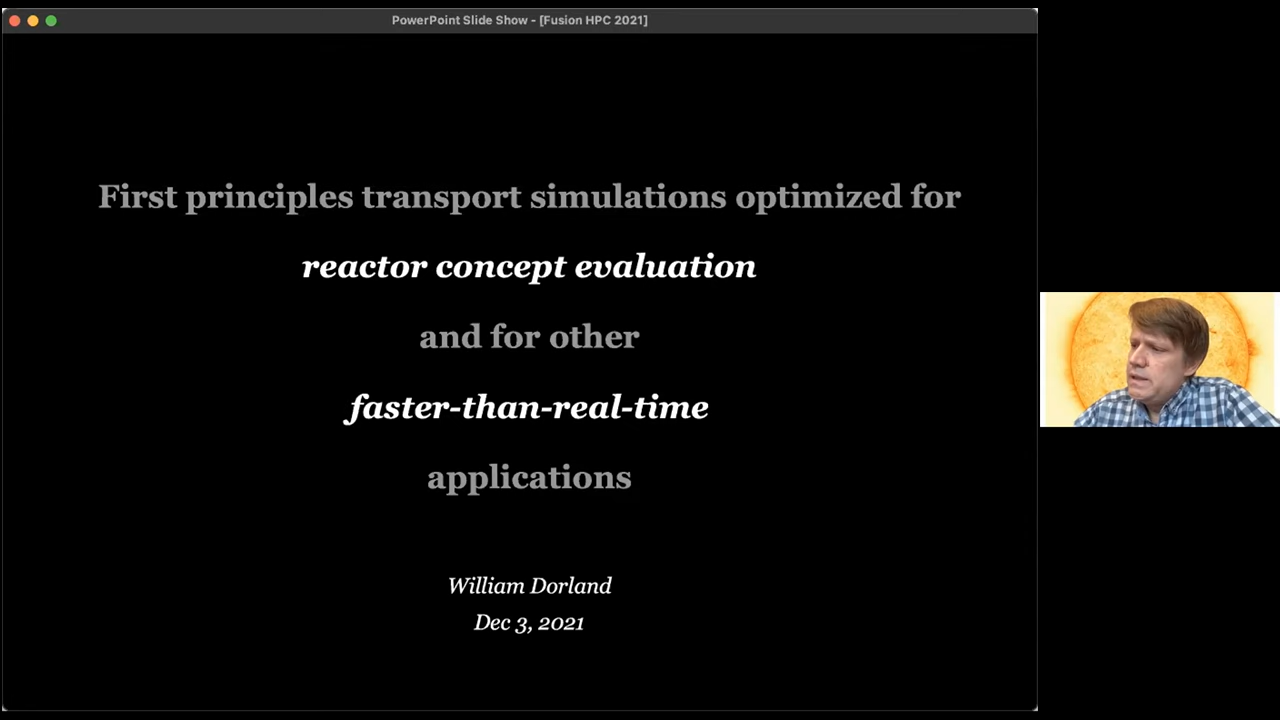 PowerPoint Slide Show - [Fusion HPC 2021]
First principles transport simulations optimized for
reactor concept evaluation
and for other
faster-than-real-time
applications
William Dorland
Dec 3, 2021